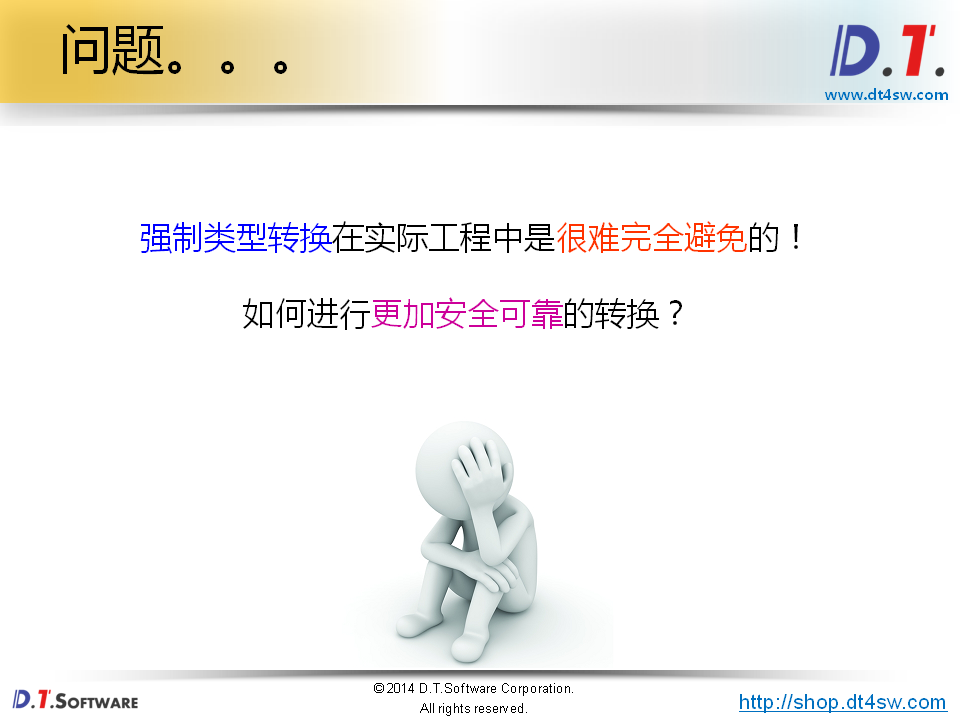 问题。。。
D.T.
www.dt4sw.com
强制类型转换在实际工程中是很难完全避免的！
如何进行更加安全可靠的转换？
D.T.SOFTWARE
©2014 D.T.Software Corporation.
All rights reserved.
http://shop.dt4sw.com